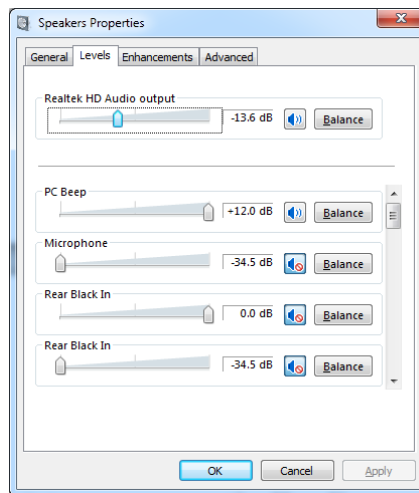 Speakers Properties
General Levels Enhancements Advanced
Realtek HD Audio output
-13.6 dB Balance
PC Beep
+12.0 dB Balance
Microphone
-34.5 dB Balance
Rear Black In
0.0 dB Balance
Rear Black In
-34.5 dB Balance
OK Cancel Apply